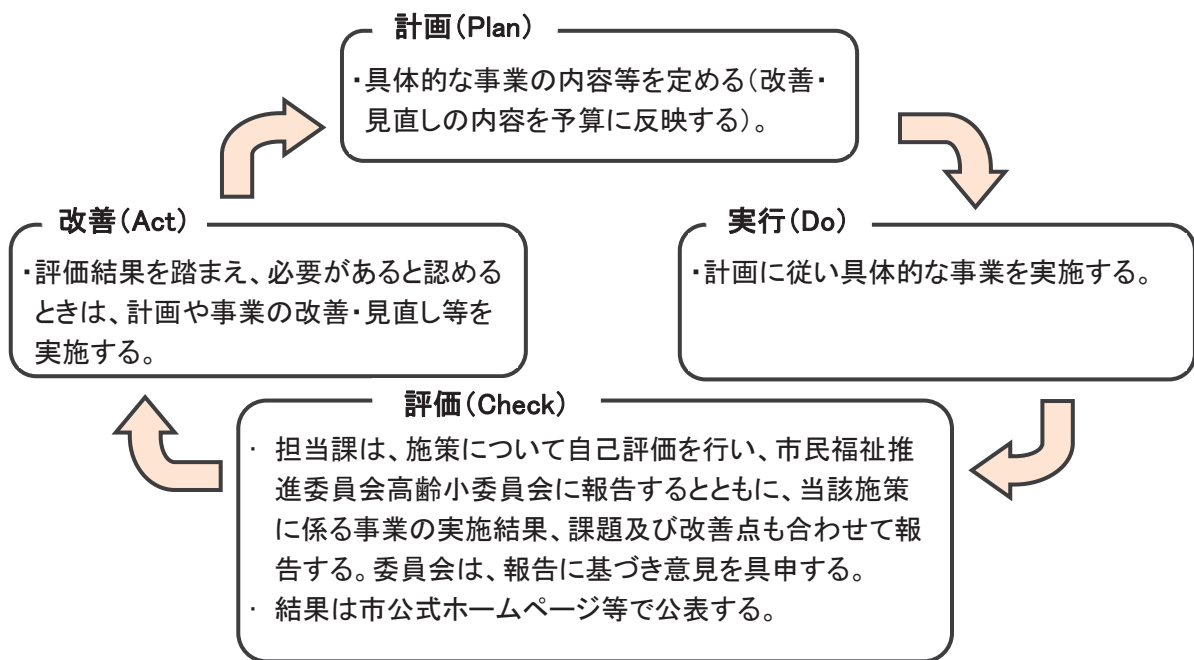 計画(Plan)
・具体的な事業の内容等を定める(改善・
見直しの内容を予算に反映する)。
実行(Do)
・計画に従い具体的な事業を実施する。
評価(Check)
・ 担当課は、施策について自己評価を行い、市民福祉推
進委員会高齢小委員会に報告するとともに、当該施策
に係る事業の実施結果、課題及び改善点も合わせて報
告する。委員会は、報告に基づき意見を具申する。
・ 結果は市公式ホームページ等で公表する。
改善(Act)
・評価結果を踏まえ、必要があると認める
ときは、計画や事業の改善・見直し等を
実施する。